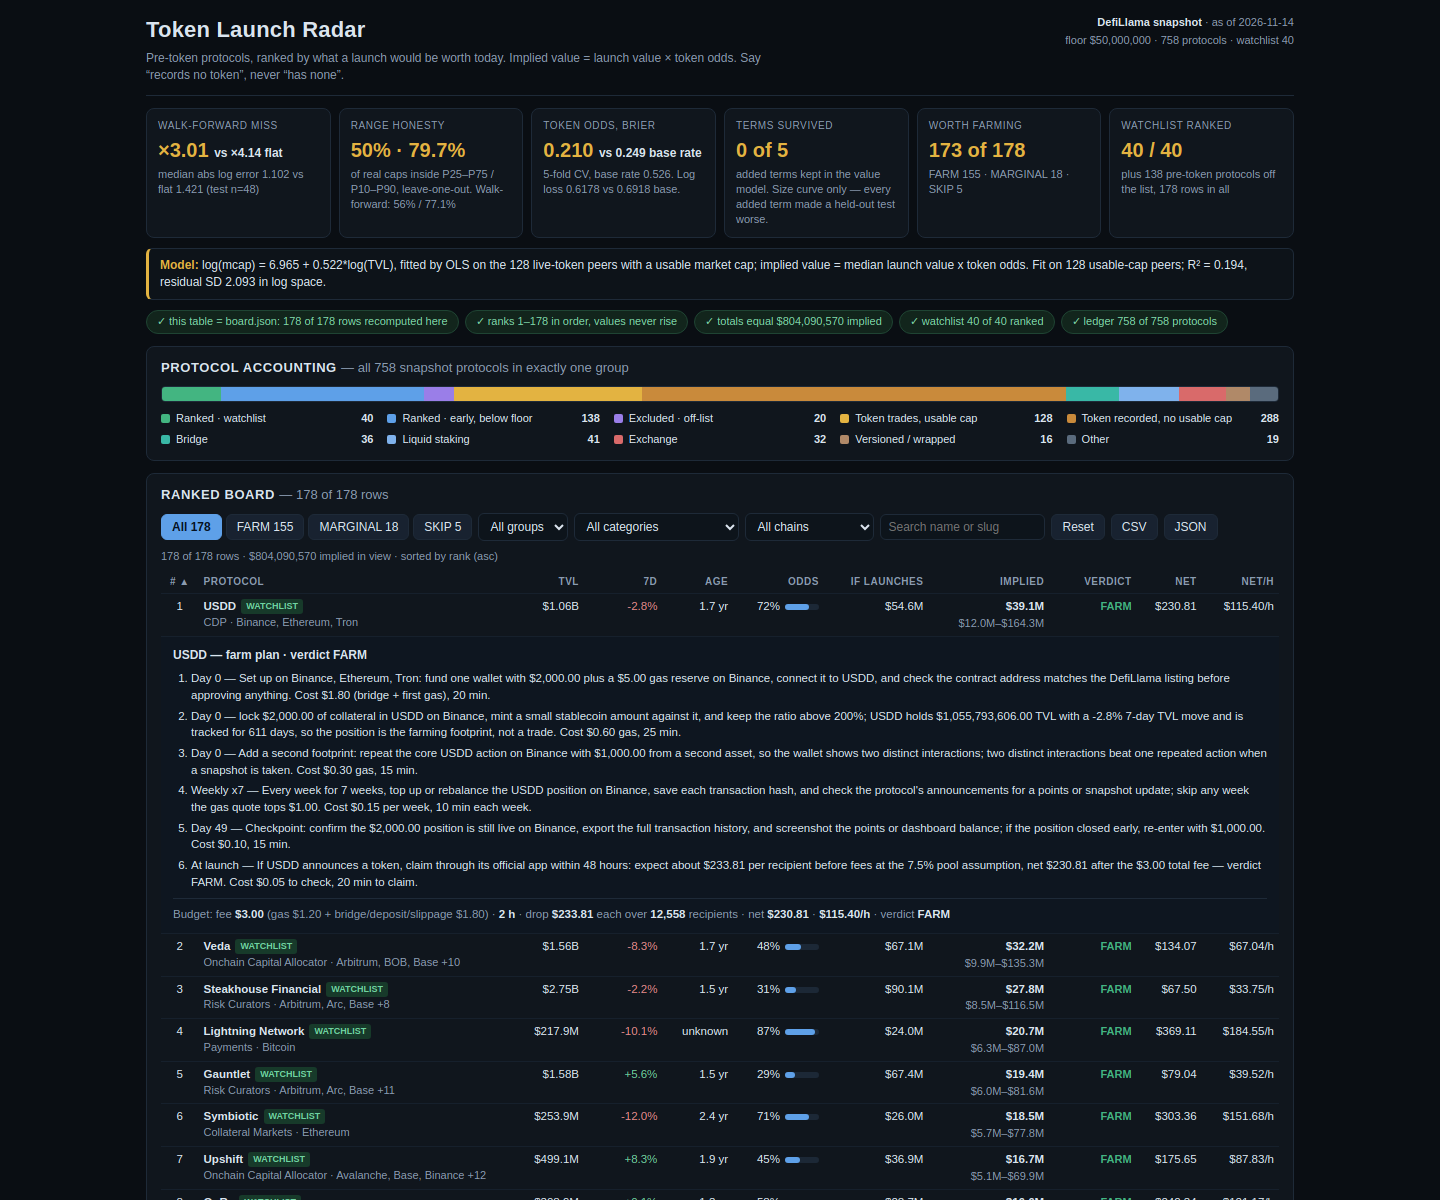 Token Launch Radar
DefiLlama snapshot · as of 2026-11-14
floor $50,000,000 · 758 protocols · watchlist 40
Pre-token protocols, ranked by what a launch would be worth today. Implied value = launch value × token odds. Say
“records no token”, never “has none”.
WALK-FORWARD MISS
×3.01 vs ×4.14 flat
median abs log error 1.102 vs
flat 1.421 (test n=48)
RANGE HONESTY
50% · 79.7%
of real caps inside P25–P75 /
P10–P90, leave-one-out. Walk-
forward: 56% / 77.1%
TOKEN ODDS, BRIER
0.210 vs 0.249 base rate
5-fold CV, base rate 0.526. Log
loss 0.6178 vs 0.6918 base.
TERMS SURVIVED
0 of 5
added terms kept in the value
model. Size curve only — every
added term made a held-out test
worse.
WORTH FARMING
173 of 178
FARM 155 · MARGINAL 18 ·
SKIP 5
WATCHLIST RANKED
40 / 40
plus 138 pre-token protocols off
the list, 178 rows in all
Model: log(mcap) = 6.965 + 0.522*log(TVL), fitted by OLS on the 128 live-token peers with a usable market cap; implied value = median launch value x token odds. Fit on 128 usable-cap peers; R² = 0.194,
residual SD 2.093 in log space.
✓ this table = board.json: 178 of 178 rows recomputed here
✓ ranks 1–178 in order, values never rise
✓ totals equal $804,090,570 implied
✓ watchlist 40 of 40 ranked
✓ ledger 758 of 758 protocols
PROTOCOL ACCOUNTING — all 758 snapshot protocols in exactly one group
Ranked · watchlist 40
Ranked · early, below floor 138
Excluded · off-list 20
Token trades, usable cap 128
Token recorded, no usable cap 288
Bridge 36
Liquid staking 41
Exchange 32
Versioned / wrapped 16
Other 19
RANKED BOARD — 178 of 178 rows
All 178 FARM 155 MARGINAL 18 SKIP 5 All groups All categories All chains Search name or slug Reset CSV JSON
178 of 178 rows · $804,090,570 implied in view · sorted by rank (asc)
# ▲ PROTOCOL TVL 7D AGE ODDS IF LAUNCHES IMPLIED VERDICT NET NET/H
1 USDD WATCHLIST $1.06B -2.8% 1.7 yr 72% $54.6M $39.1M FARM $230.81 $115.40/h
CDP · Binance, Ethereum, Tron $12.0M–$164.3M
USDD — farm plan · verdict FARM
1. Day 0 — Set up on Binance, Ethereum, Tron: fund one wallet with $2,000.00 plus a $5.00 gas reserve on Binance, connect it to USDD, and check the contract address matches the DefiLlama listing before
approving anything. Cost $1.80 (bridge + first gas), 20 min.
2. Day 0 — lock $2,000.00 of collateral in USDD on Binance, mint a small stablecoin amount against it, and keep the ratio above 200%; USDD holds $1,055,793,606.00 TVL with a -2.8% 7-day TVL move and is
tracked for 611 days, so the position is the farming footprint, not a trade. Cost $0.60 gas, 25 min.
3. Day 0 — Add a second footprint: repeat the core USDD action on Binance with $1,000.00 from a second asset, so the wallet shows two distinct interactions; two distinct interactions beat one repeated action when
a snapshot is taken. Cost $0.30 gas, 15 min.
4. Weekly x7 — Every week for 7 weeks, top up or rebalance the USDD position on Binance, save each transaction hash, and check the protocol's announcements for a points or snapshot update; skip any week
the gas quote tops $1.00. Cost $0.15 per week, 10 min each week.
5. Day 49 — Checkpoint: confirm the $2,000.00 position is still live on Binance, export the full transaction history, and screenshot the points or dashboard balance; if the position closed early, re-enter with $1,000.00.
Cost $0.10, 15 min.
6. At launch — If USDD announces a token, claim through its official app within 48 hours: expect about $233.81 per recipient before fees at the 7.5% pool assumption, net $230.81 after the $3.00 total fee — verdict
FARM. Cost $0.05 to check, 20 min to claim.
Budget: fee $3.00 (gas $1.20 + bridge/deposit/slippage $1.80) · 2 h · drop $233.81 each over 12,558 recipients · net $230.81 · $115.40/h · verdict FARM
2 Veda WATCHLIST $1.56B -8.3% 1.7 yr 48% $67.1M $32.2M FARM $134.07 $67.04/h
Onchain Capital Allocator · Arbitrum, BOB, Base +10 $9.9M–$135.3M
3 Steakhouse Financial WATCHLIST $2.75B -2.2% 1.5 yr 31% $90.1M $27.8M FARM $67.50 $33.75/h
Risk Curators · Arbitrum, Arc, Base +8 $8.5M–$116.5M
4 Lightning Network WATCHLIST $217.9M -10.1% unknown 87% $24.0M $20.7M FARM $369.11 $184.55/h
Payments · Bitcoin $6.3M–$87.0M
5 Gauntlet WATCHLIST $1.58B +5.6% 1.5 yr 29% $67.4M $19.4M FARM $79.04 $39.52/h
Risk Curators · Arbitrum, Arc, Base +11 $6.0M–$81.6M
6 Symbiotic WATCHLIST $253.9M -12.0% 2.4 yr 71% $26.0M $18.5M FARM $303.36 $151.68/h
Collateral Markets · Ethereum $5.7M–$77.8M
7 Upshift WATCHLIST $499.1M +8.3% 1.9 yr 45% $36.9M $16.7M FARM $175.65 $87.83/h
Onchain Capital Allocator · Avalanche, Base, Binance +12 $5.1M–$69.9M